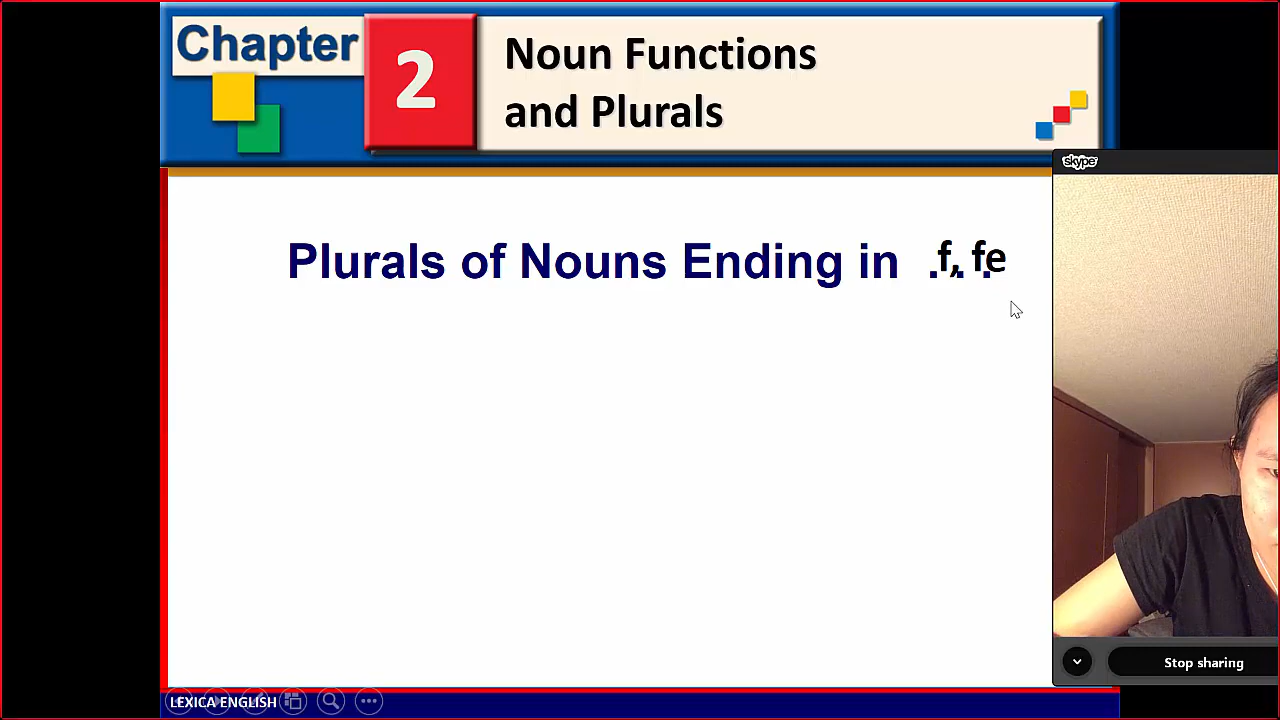 Chapter 2
Noun Functions
and Plurals
skype
Plurals of Nouns Ending in ... f, fe
Stop sharing
LEXICA ENGLISH